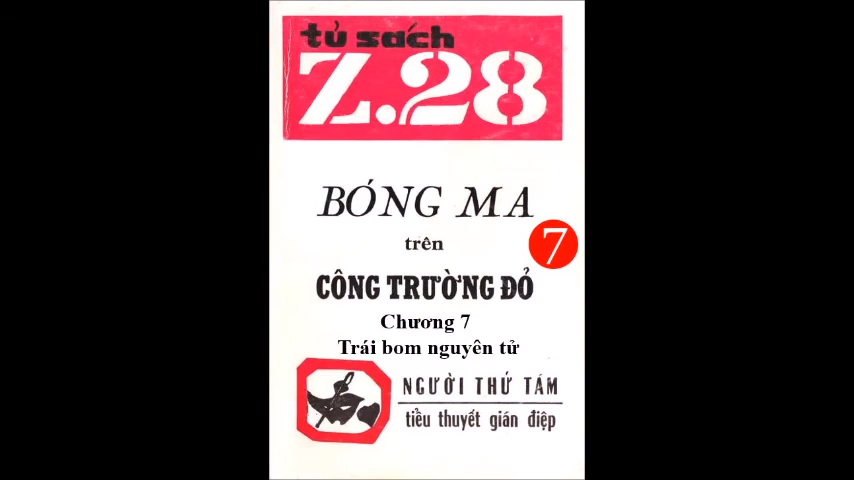 tủ sách
Z.28
BÓNG MA
trên
7
CÔNG TRƯỜNG ĐỎ
Chương 7
Trái bom nguyên tử
NGƯỜI THỨ TÁM
tiểu thuyết gián điệp